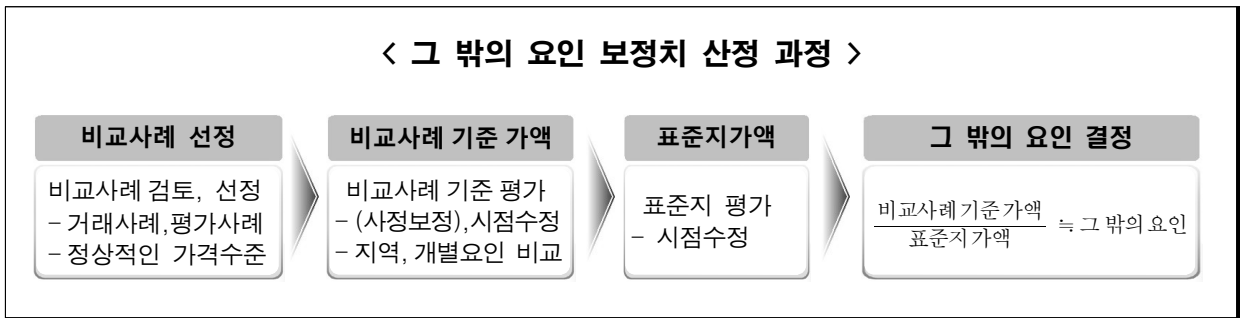 < 그 밖의 요인 보정치 산정 과정 >
비교사례 선정
비교사례 검토, 선정
- 거래사례,평가사례
- 정상적인 가격수준
비교사례 기준 가액
비교사례 기준 평가
- (사정보정),시점수정
- 지역, 개별요인 비교
표준지가액
표준지 평가
- 시점수정
그 밖의 요인 결정
비교사례기준가액
표준지가액
≒ 그 밖의 요인